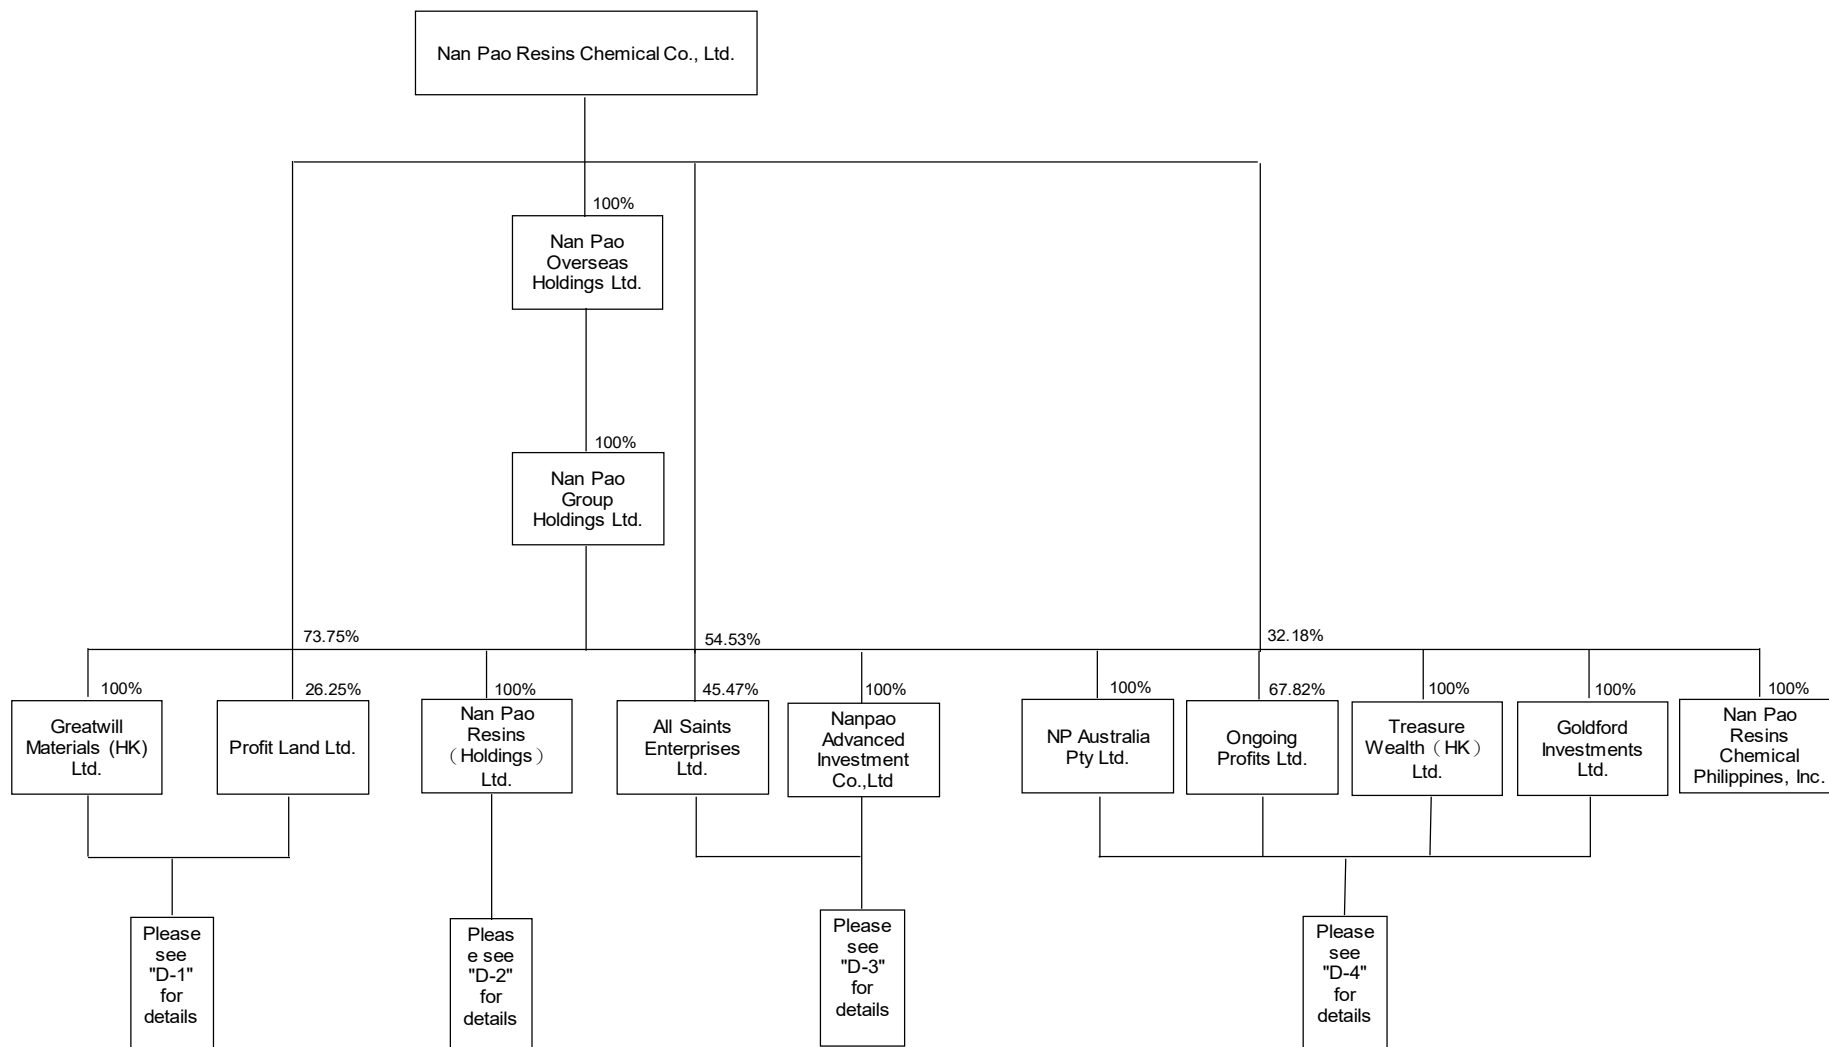 Nan Pao Resins Chemical Co., Ltd.
100%
Nan Pao
Overseas
Holdings Ltd.
100%
Nan Pao
Group
Holdings Ltd.
73.75%
54.53%
32.18%
100%
Greatwill
Materials (HK)
Ltd.
26.25%
Profit Land Ltd.
100%
Nan Pao
Resins
（Holdings）
Ltd.
45.47%
All Saints
Enterprises
Ltd.
100%
Nanpao
Advanced
Investment
Co.,Ltd
100%
NP Australia
Pty Ltd.
67.82%
Ongoing
Profits Ltd.
100%
Treasure
Wealth（HK）
Ltd.
100%
Goldford
Investments
Ltd.
100%
Nan Pao
Resins
Chemical
Philippines, Inc.
Please
see
"D-1"
for
details
Pleas
e see
"D-2"
for
details
Please
see
"D-3"
for
details
Please
see
"D-4"
for
details